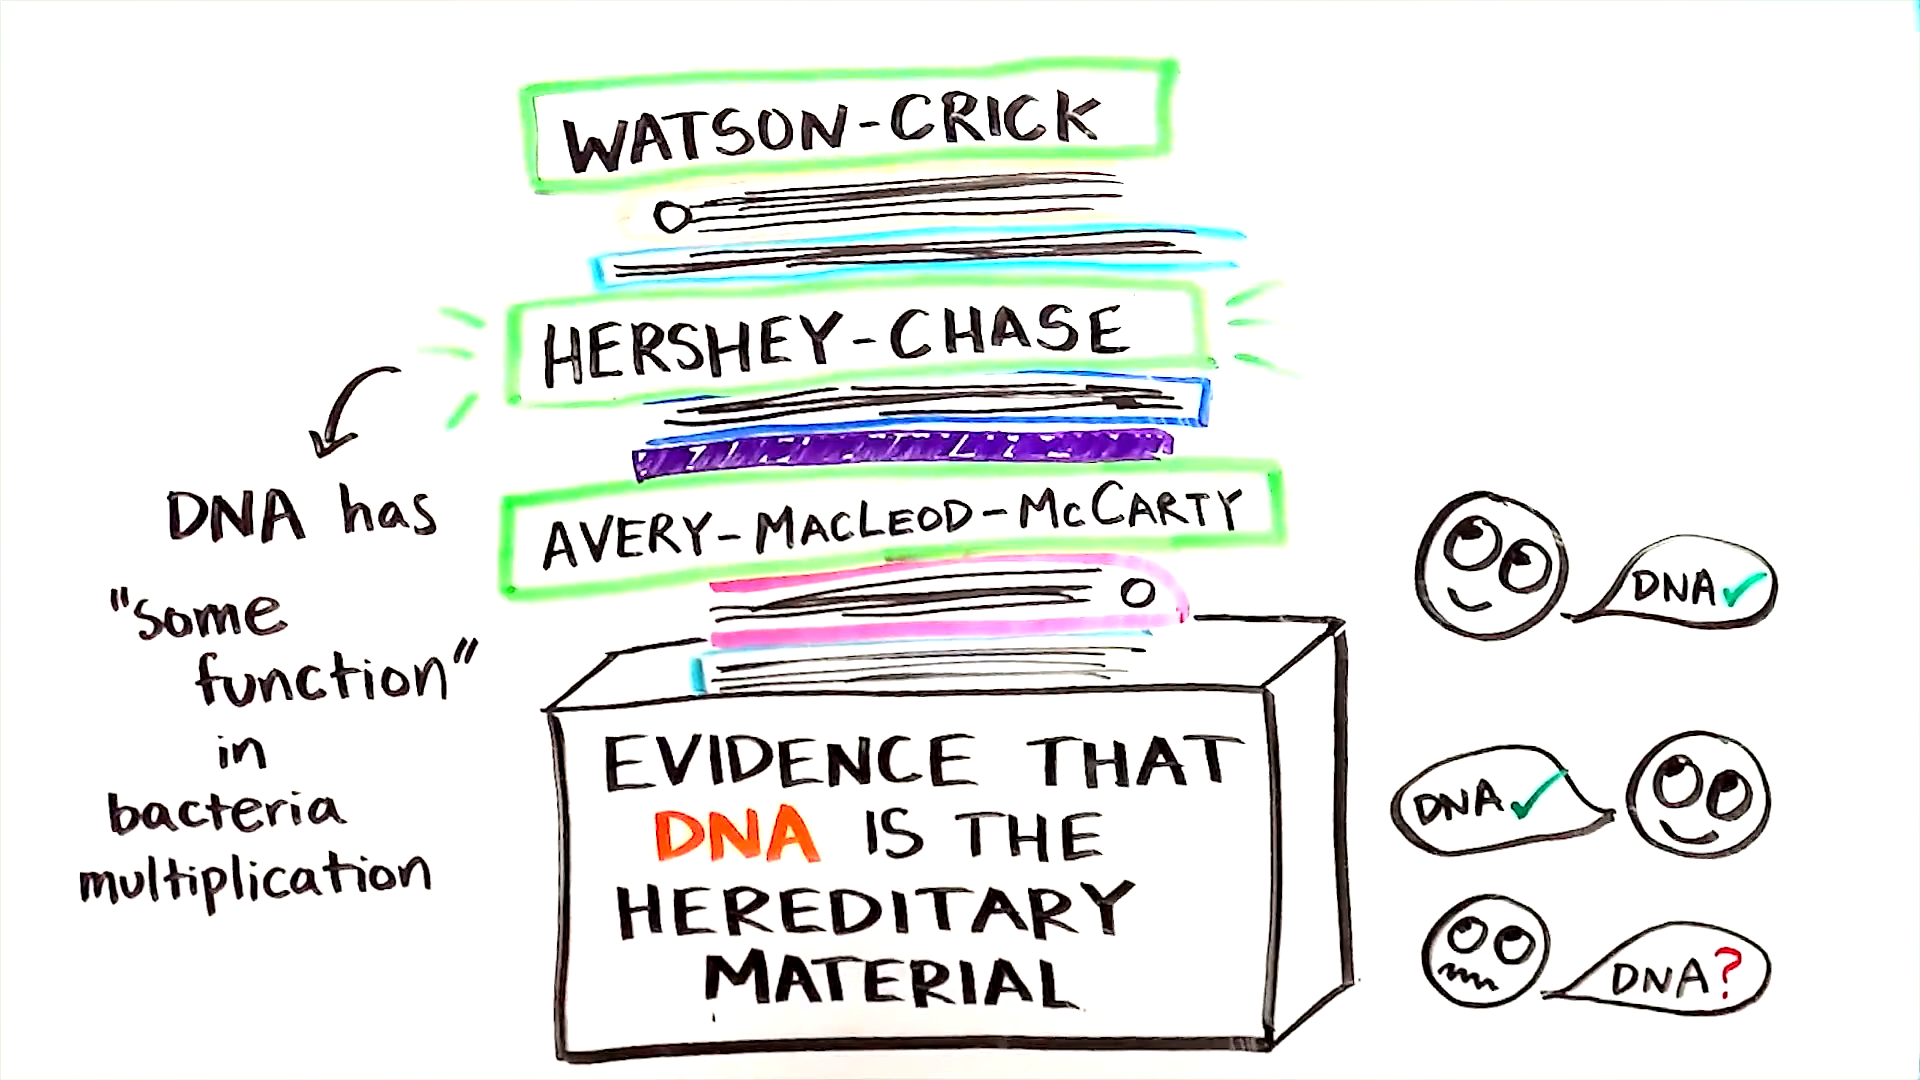 WATSON-CRICK
HERSHEY-CHASE
AVERY-MACLEOD-McCARTY
DNA has
"some
function"
in
bacteria
multiplication
EVIDENCE THAT
DNA IS THE
HEREDITARY
MATERIAL
DNA✓
DNA✓
DNA?